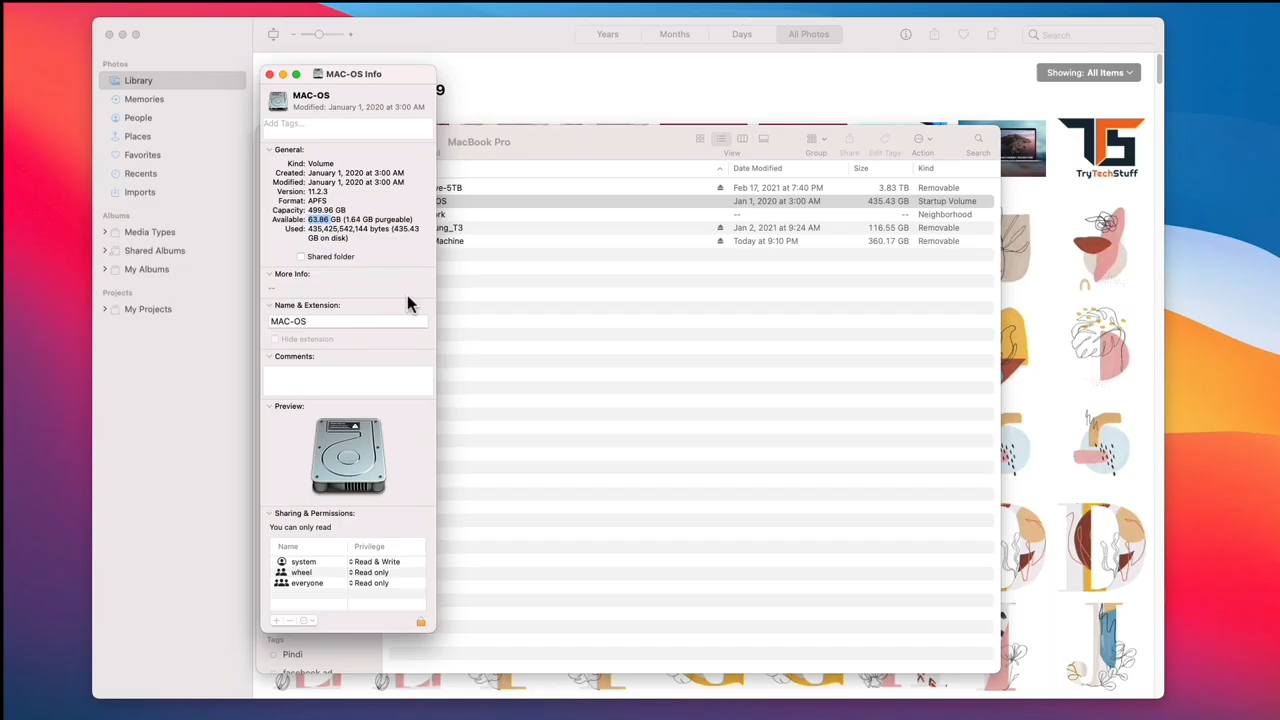 Years
Months
Days
All Photos
Search
Photos
Library
Memories
People
Places
Favorites
Recents
Imports
Albums
Media Types
Shared Albums
My Albums
Projects
My Projects
9
Showing: All Items
TryTechStuff
MAC-OS Info
MAC-OS
Modified: January 1, 2020 at 3:00 AM
Add Tags...
General:
Kind: Volume
Created: January 1, 2020 at 3:00 AM
Modified: January 1, 2020 at 3:00 AM
Version: 11.2.3
Format: APFS
Capacity: 499.96 GB
Available: 63.86 GB (1.64 GB purgeable)
Used: 435,425,542,144 bytes (435.43
GB on disk)
Shared folder
More Info:
--
Name & Extension:
MAC-OS
Hide extension
Comments:
Preview:
Sharing & Permissions:
You can only read
Name Privilege
system Read & Write
wheel Read only
everyone Read only
Tags
Pindi
facebook ad
MacBook Pro
View Group Share Edit Tags Action Search
Date Modified Size Kind
ve-5TB Feb 17, 2021 at 7:40 PM 3.83 TB Removable
OS Jan 1, 2020 at 3:00 AM 435.43 GB Startup Volume
rk -- -- Neighborhood
ung_T3 Jan 2, 2021 at 9:24 AM 116.55 GB Removable
Machine Today at 9:10 PM 360.17 GB Removable